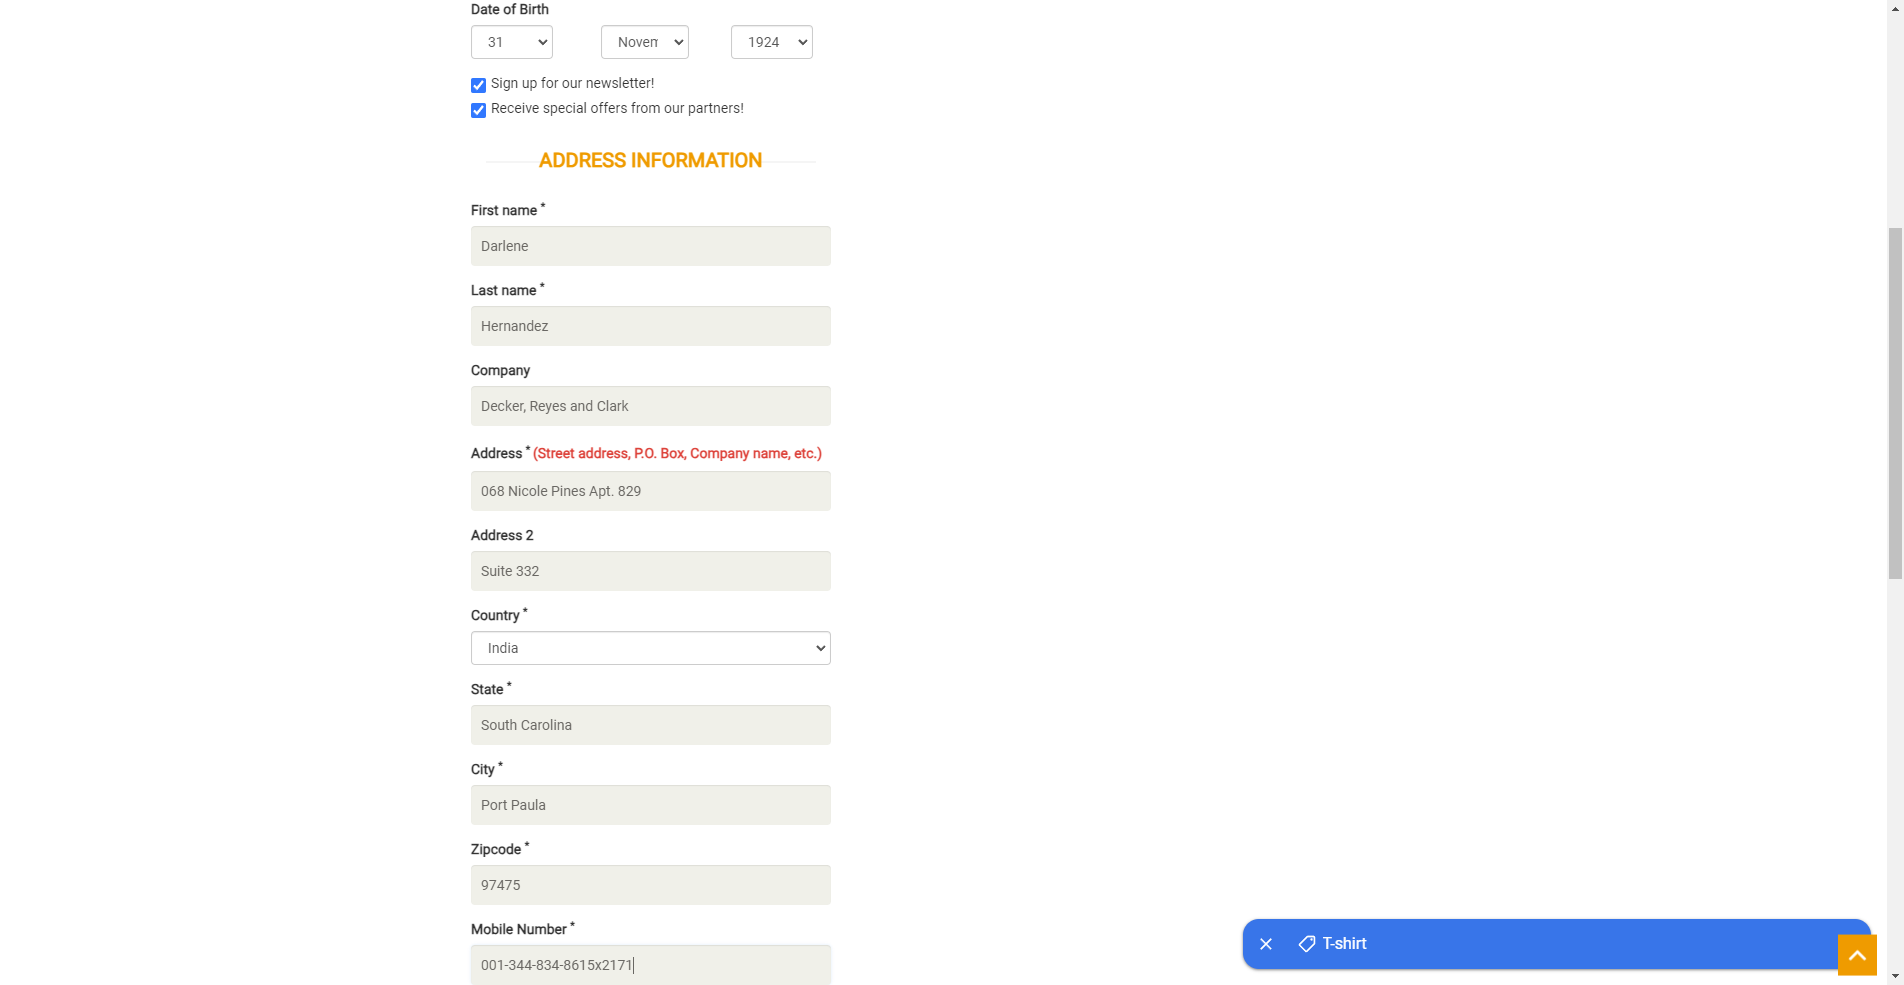 Date of Birth
31 Novem 1924
Sign up for our newsletter!
Receive special offers from our partners!
ADDRESS INFORMATION
First name *
Darlene
Last name *
Hernandez
Company
Decker, Reyes and Clark
Address * (Street address, P.O. Box, Company name, etc.)
068 Nicole Pines Apt. 829
Address 2
Suite 332
Country *
India
State *
South Carolina
City *
Port Paula
Zipcode *
97475
Mobile Number *
001-344-834-8615x2171
T-shirt